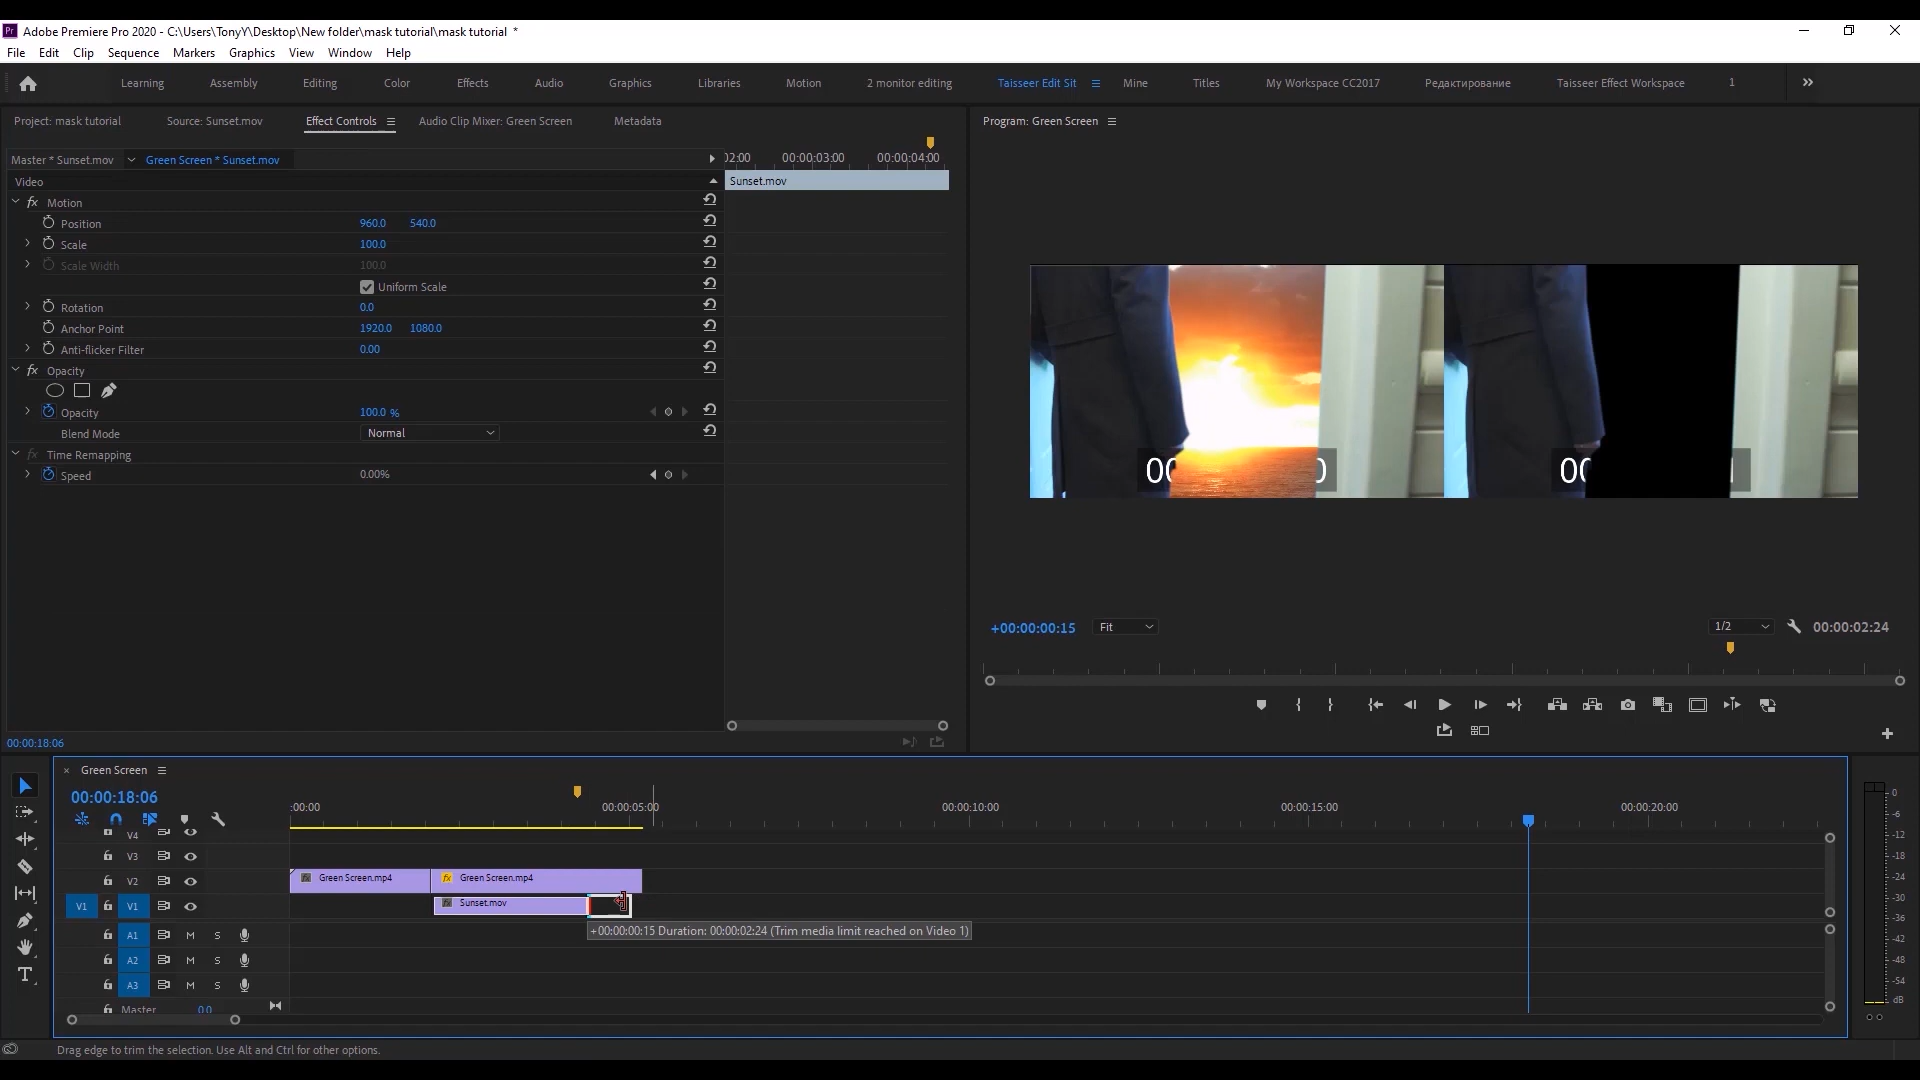 Pr Adobe Premiere Pro 2020 - C:\Users\TonyY\Desktop\New folder\mask tutorial\mask tutorial *
File Edit Clip Sequence Markers Graphics View Window Help
Learning Assembly Editing Color Effects Audio Graphics Libraries Motion 2 monitor editing Taisseer Edit Sit Mine Titles My Workspace CC2017 Редактирование Taisseer Effect Workspace 1
Project: mask tutorial Source: Sunset.mov Effect Controls Audio Clip Mixer: Green Screen Metadata
Program: Green Screen
Master * Sunset.mov Green Screen * Sunset.mov
02:00 00:00:03:00 00:00:04:00
Video
Sunset.mov
fx Motion
Position 960.0 540.0
Scale 100.0
Scale Width 100.0
Uniform Scale
Rotation 0.0
Anchor Point 1920.0 1080.0
Anti-flicker Filter 0.00
fx Opacity
Opacity 100.0 %
Blend Mode Normal
fx Time Remapping
Speed 0.00%
+00:00:00:15 Fit 1/2 00:00:02:24
00:00:18:06
× Green Screen
00:00:18:06
:00:00 00:00:05:00 00:00:10:00 00:00:15:00 00:00:20:00
V4
V3
V2 fx Green Screen.mp4 fx Green Screen.mp4
V1 V1 fx Sunset.mov
+00:00:00:15 Duration: 00:00:02:24 (Trim media limit reached on Video 1)
A1 M S
A2 M S
A3 M S
Master 0.0
0
-6
-12
-18
-24
-30
-36
-42
-48
-54
dB
Drag edge to trim the selection. Use Alt and Ctrl for other options.